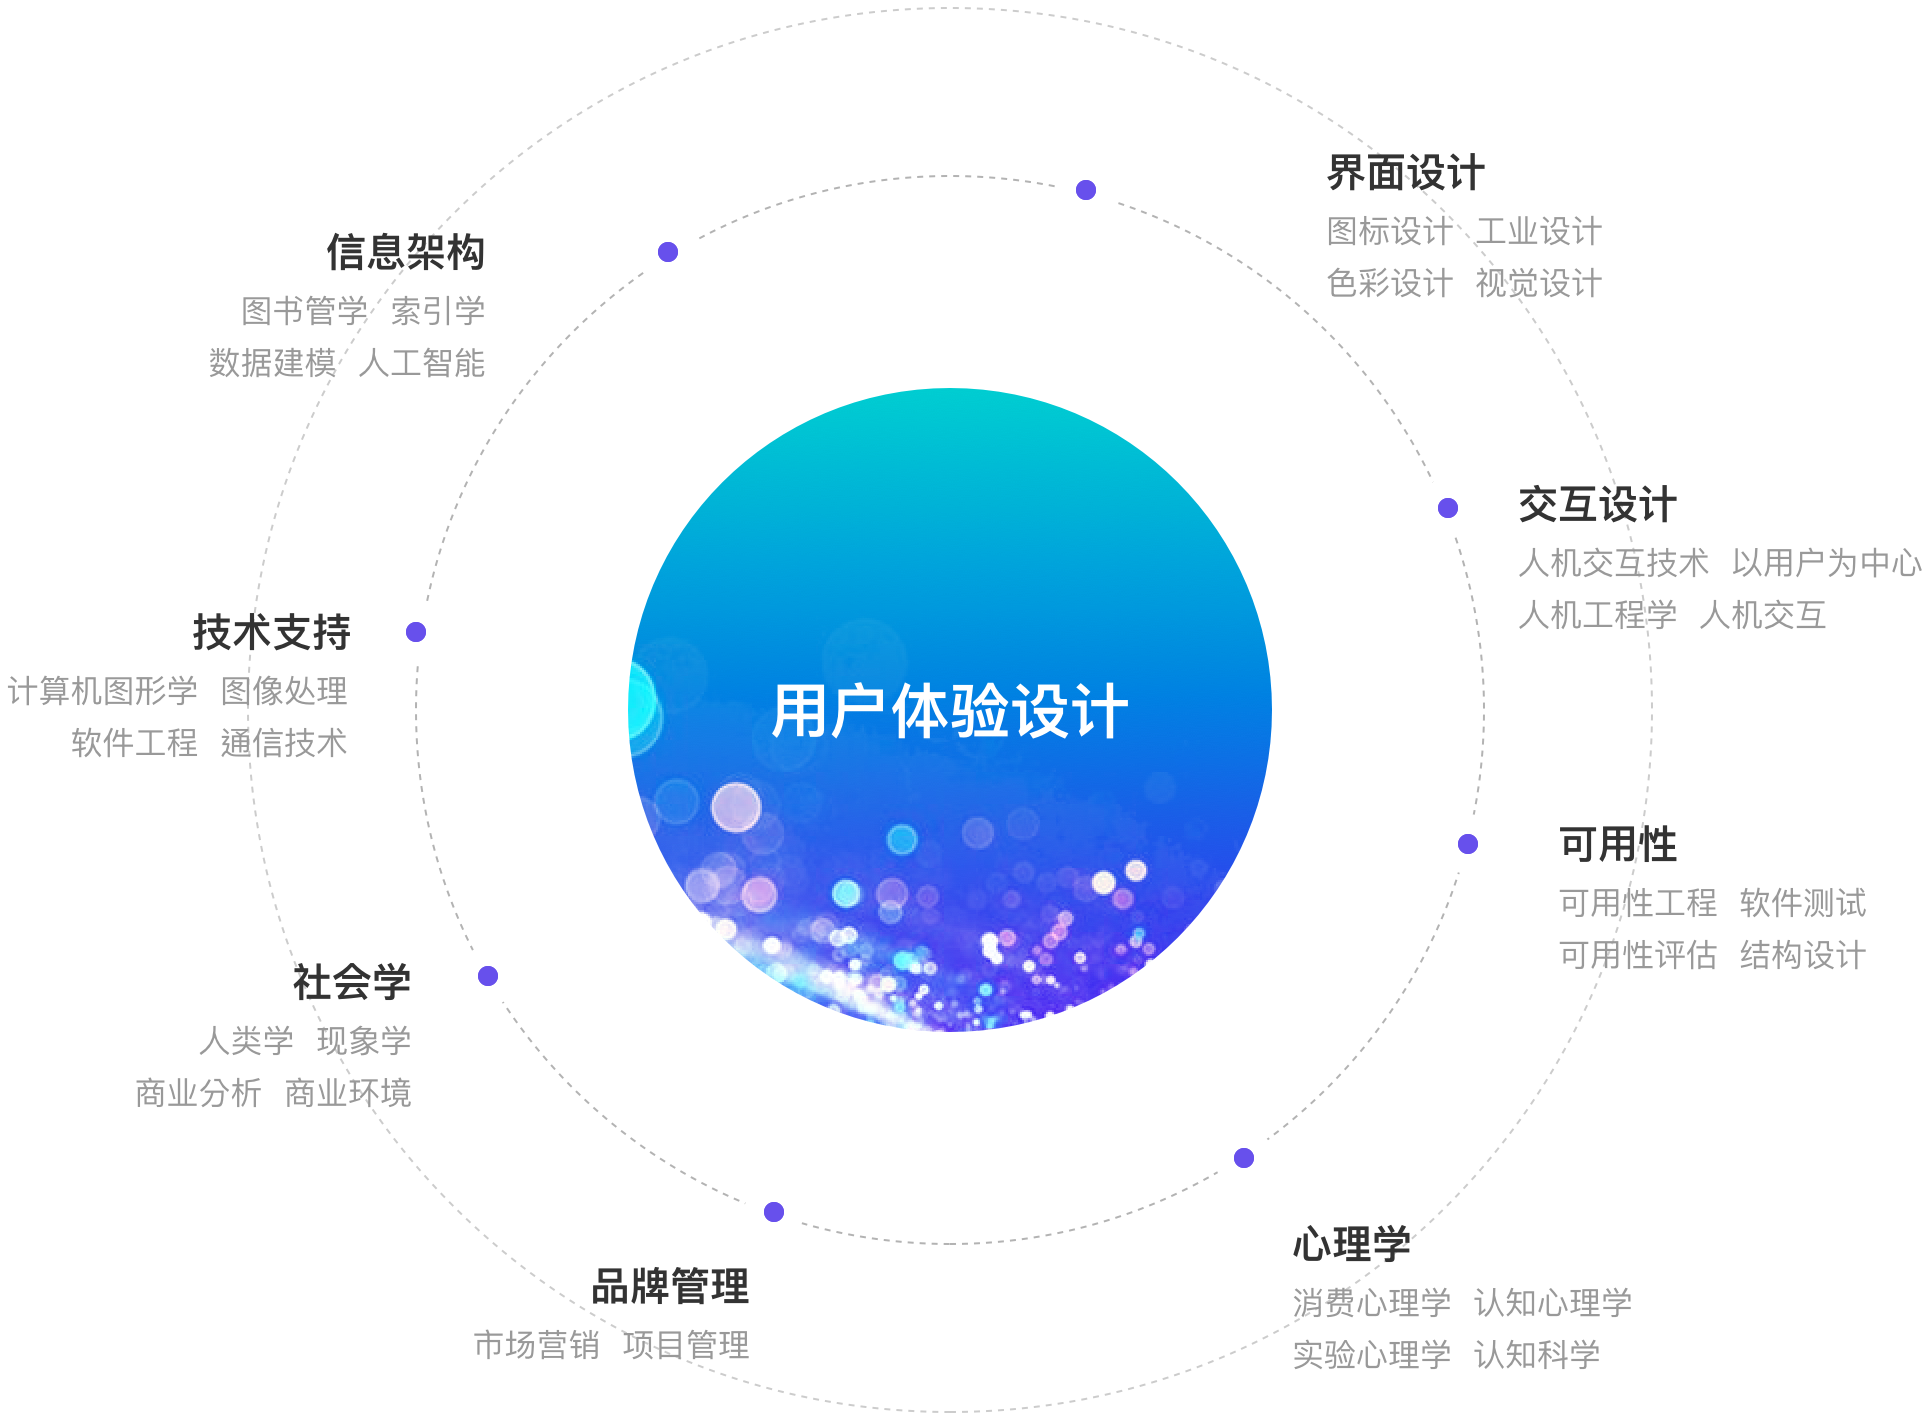 界面设计
图标设计 工业设计
色彩设计 视觉设计
信息架构
图书管学 索引学
数据建模 人工智能
交互设计
人机交互技术 以用户为中心
人机工程学 人机交互
技术支持
计算机图形学 图像处理
软件工程 通信技术
用户体验设计
可用性
可用性工程 软件测试
可用性评估 结构设计
社会学
人类学 现象学
商业分析 商业环境
心理学
消费心理学 认知心理学
实验心理学 认知科学
品牌管理
市场营销 项目管理